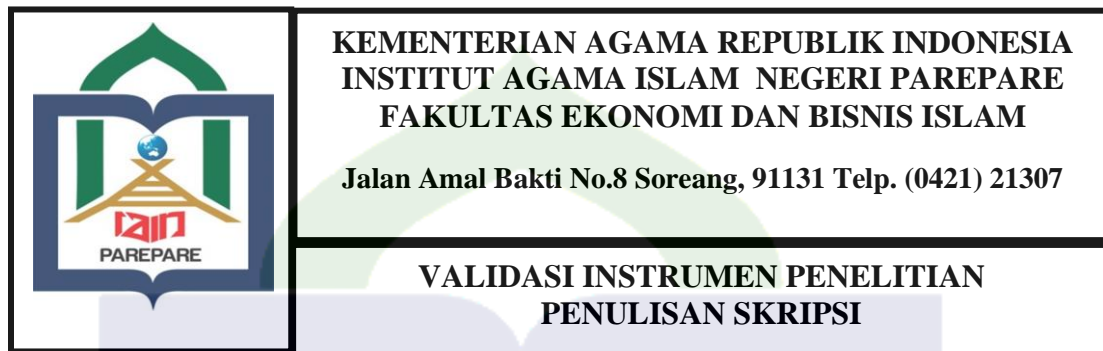 iain
PAREPARE
KEMENTERIAN AGAMA REPUBLIK INDONESIA
INSTITUT AGAMA ISLAM NEGERI PAREPARE
FAKULTAS EKONOMI DAN BISNIS ISLAM
Jalan Amal Bakti No.8 Soreang, 91131 Telp. (0421) 21307
VALIDASI INSTRUMEN PENELITIAN
PENULISAN SKRIPSI